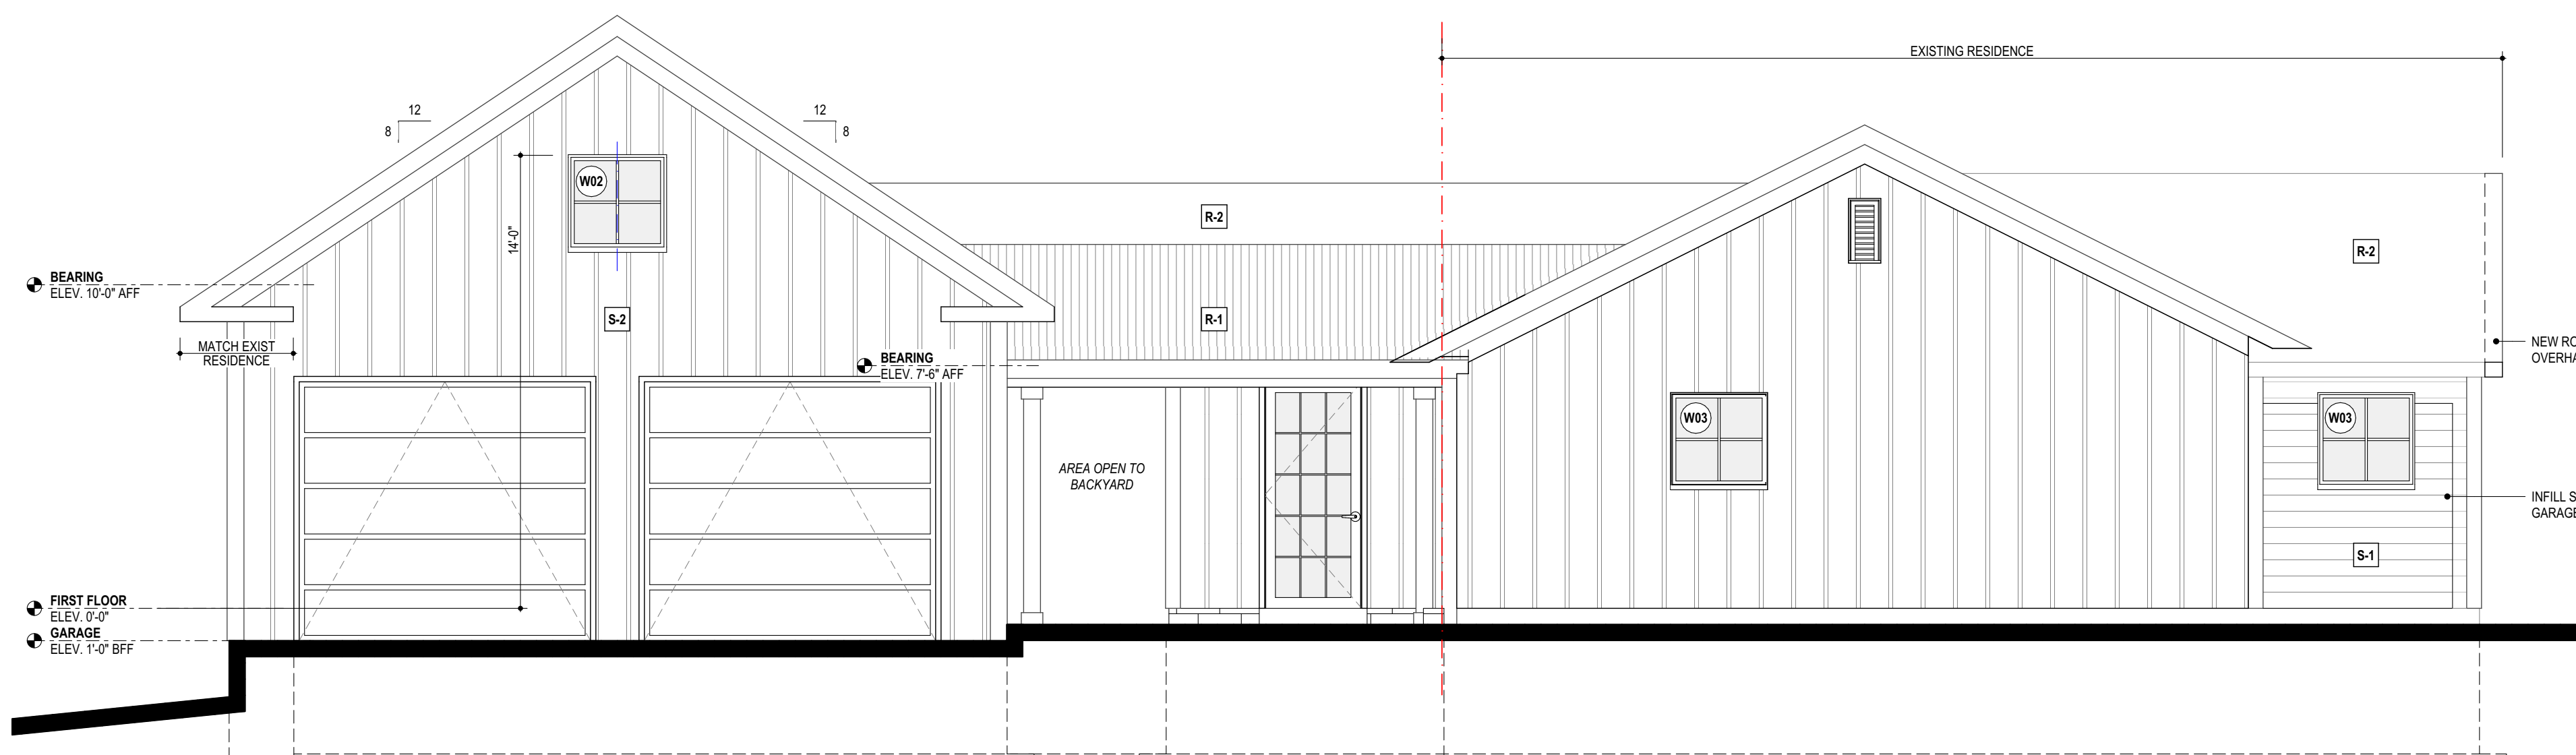 EXISTING RESIDENCE
12
8
12
8
W02
14'-0"
R-2
R-2
BEARING
ELEV. 10'-0" AFF
S-2
R-1
MATCH EXIST
RESIDENCE
BEARING
ELEV. 7'-6" AFF
NEW RO
OVERHA
W03
W03
AREA OPEN TO
BACKYARD
INFILL S
GARAGE
S-1
FIRST FLOOR
ELEV. 0'-0"
GARAGE
ELEV. 1'-0" BFF